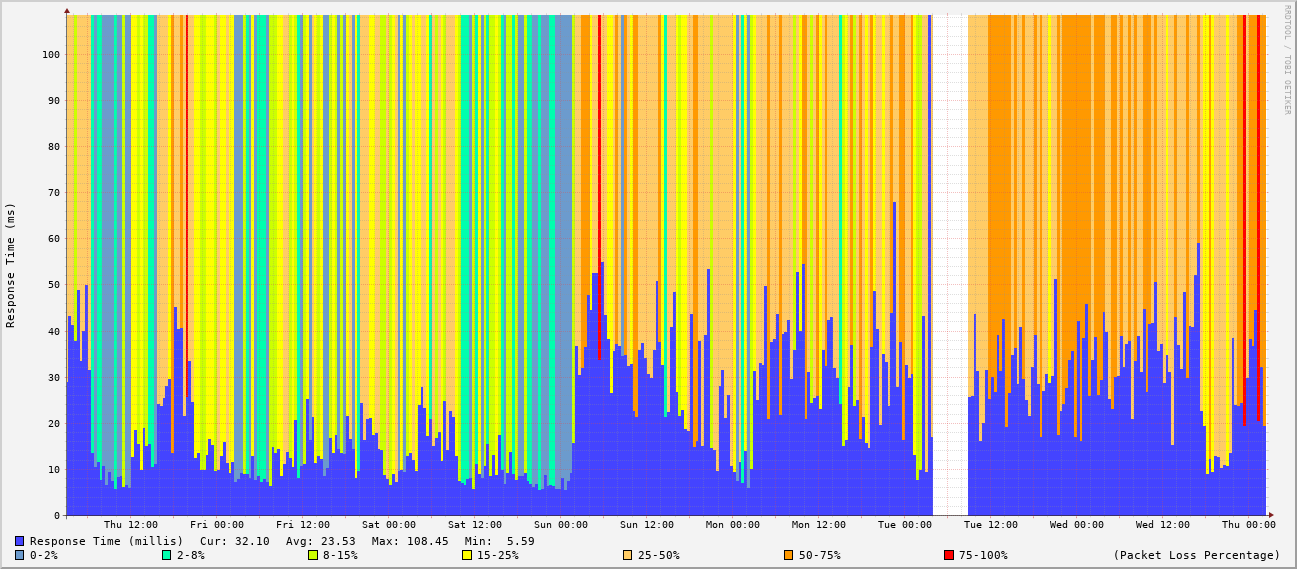 RRDTOOL / TOBI OETIKER
Response Time (ms)
100
90
80
70
60
50
40
30
20
10
0
Thu 12:00 Fri 00:00 Fri 12:00 Sat 00:00 Sat 12:00 Sun 00:00 Sun 12:00 Mon 00:00 Mon 12:00 Tue 00:00 Tue 12:00 Wed 00:00 Wed 12:00 Thu 00:00
Response Time (millis) Cur: 32.10 Avg: 23.53 Max: 108.45 Min: 5.59
0-2% 2-8% 8-15% 15-25% 25-50% 50-75% 75-100% (Packet Loss Percentage)